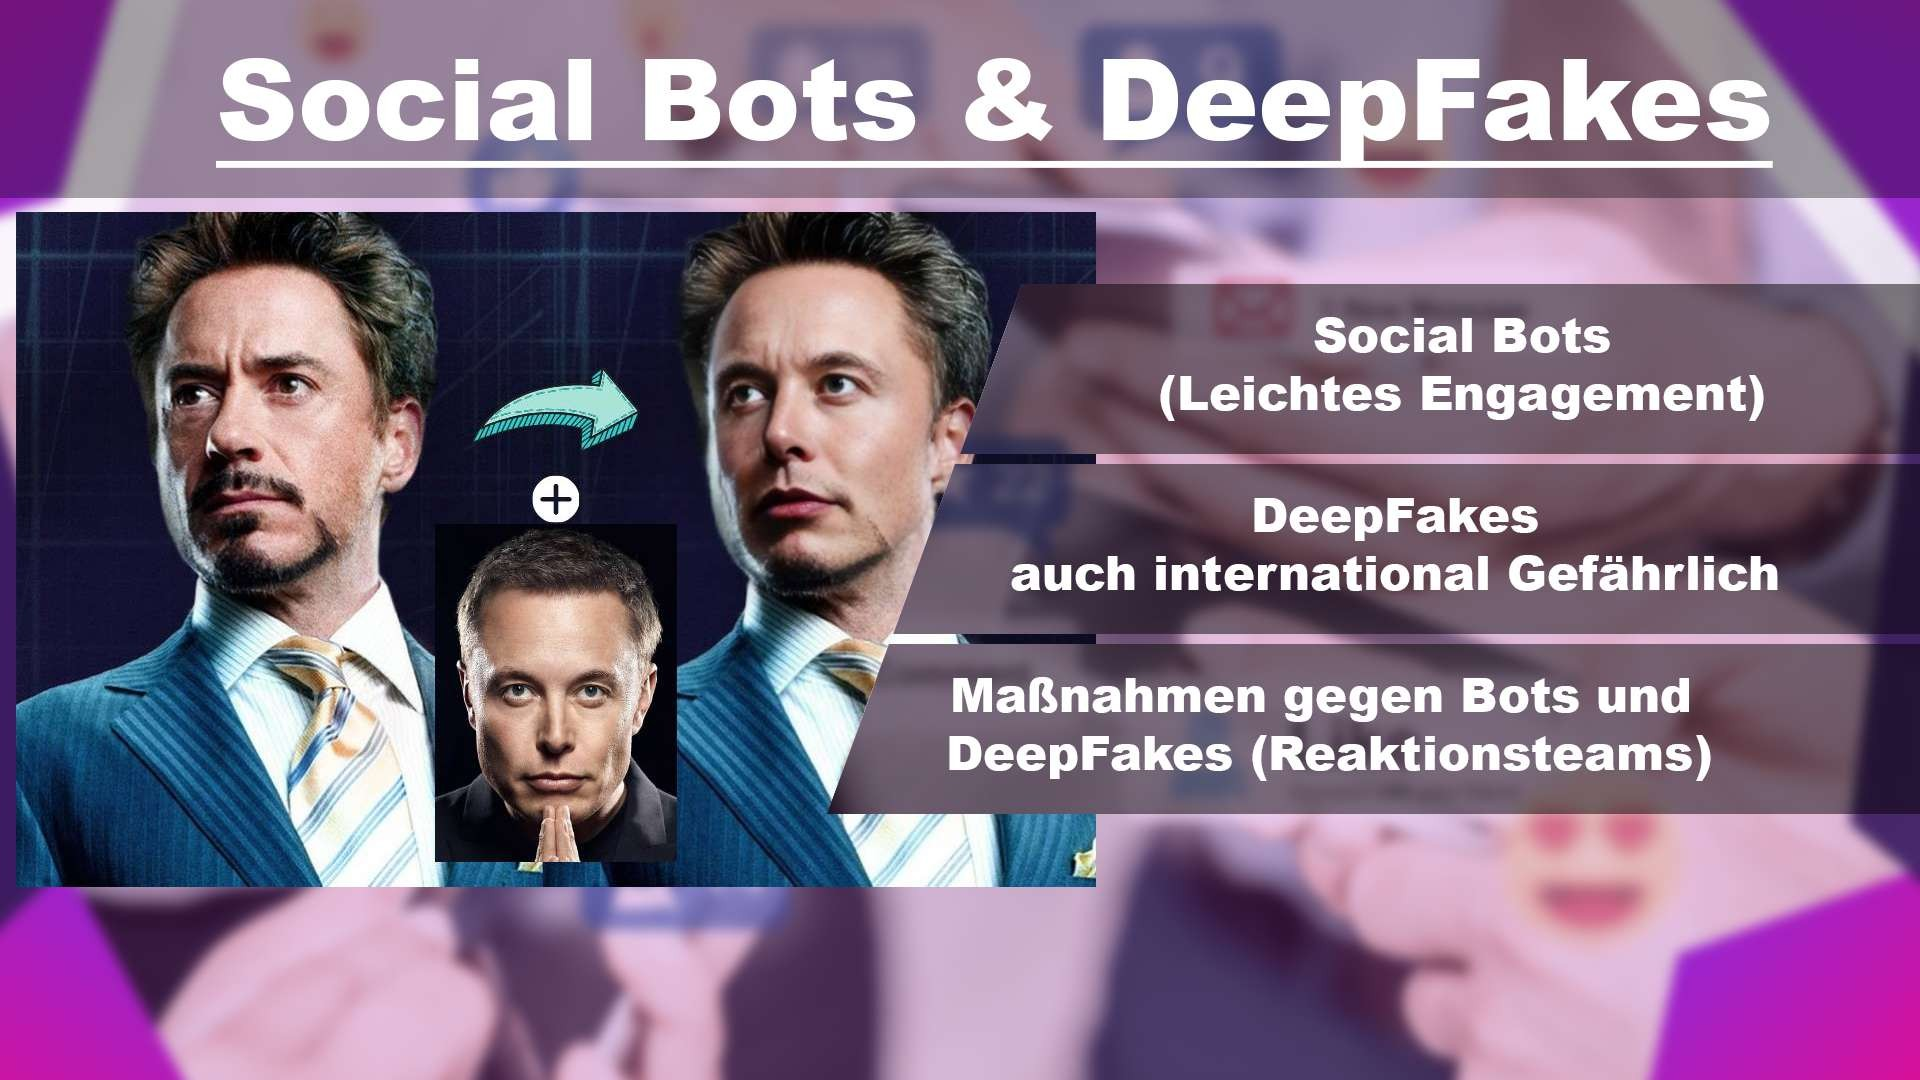 Social Bots & DeepFakes
Social Bots
(Leichtes Engagement)
DeepFakes
auch international Gefährlich
Maßnahmen gegen Bots und
DeepFakes (Reaktionsteams)